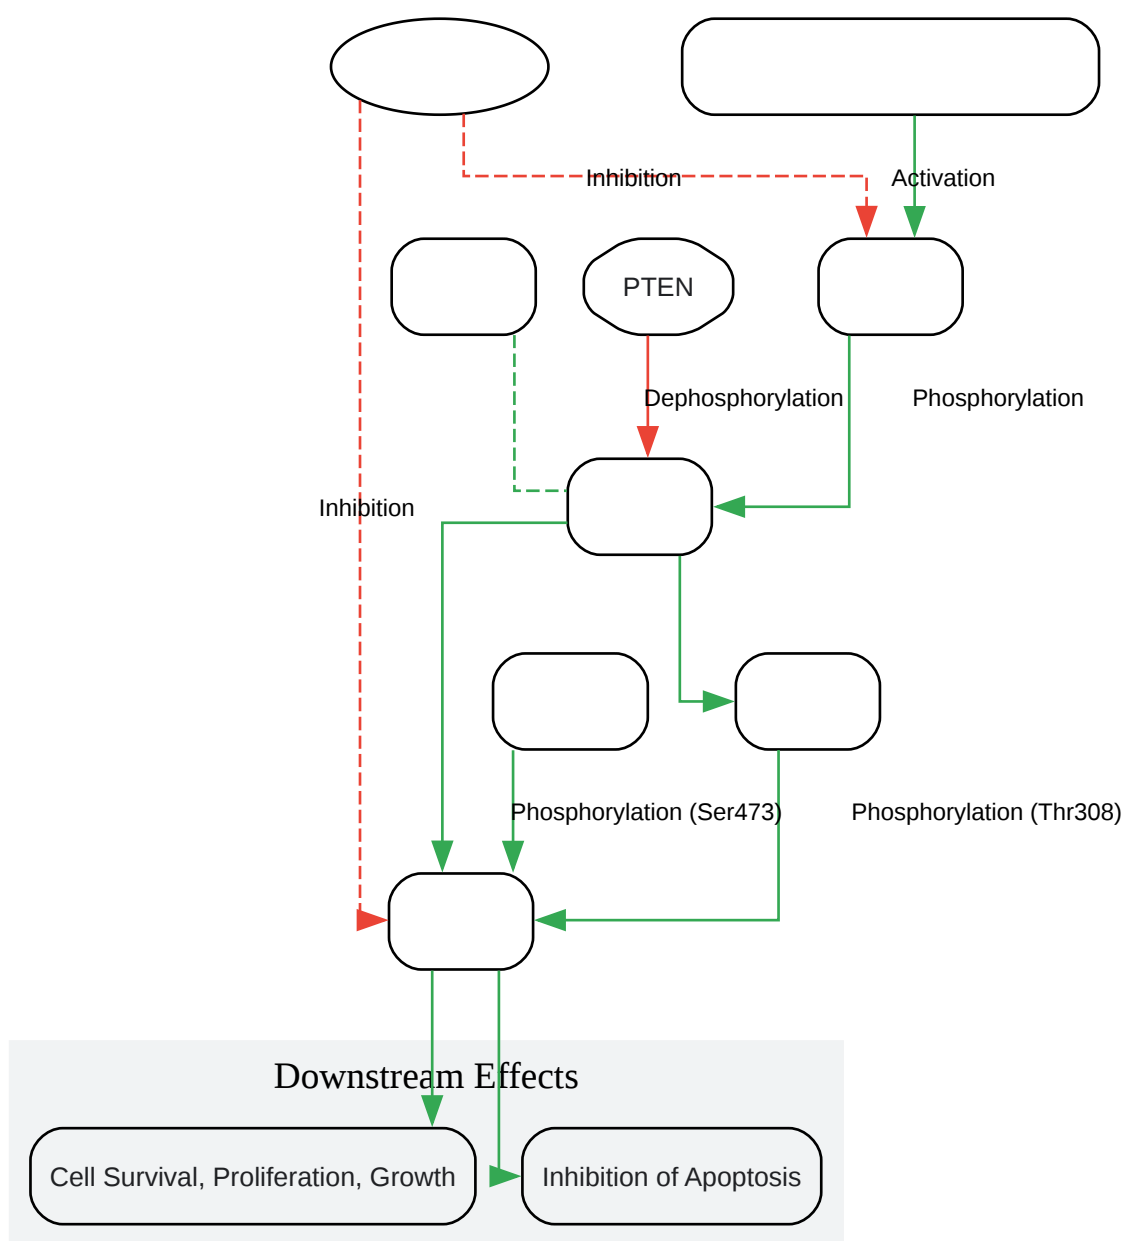 Inhibition
Activation
PTEN
Dephosphorylation
Phosphorylation
Inhibition
Phosphorylation (Ser473)
Phosphorylation (Thr308)
Downstream Effects
Cell Survival, Proliferation, Growth
Inhibition of Apoptosis